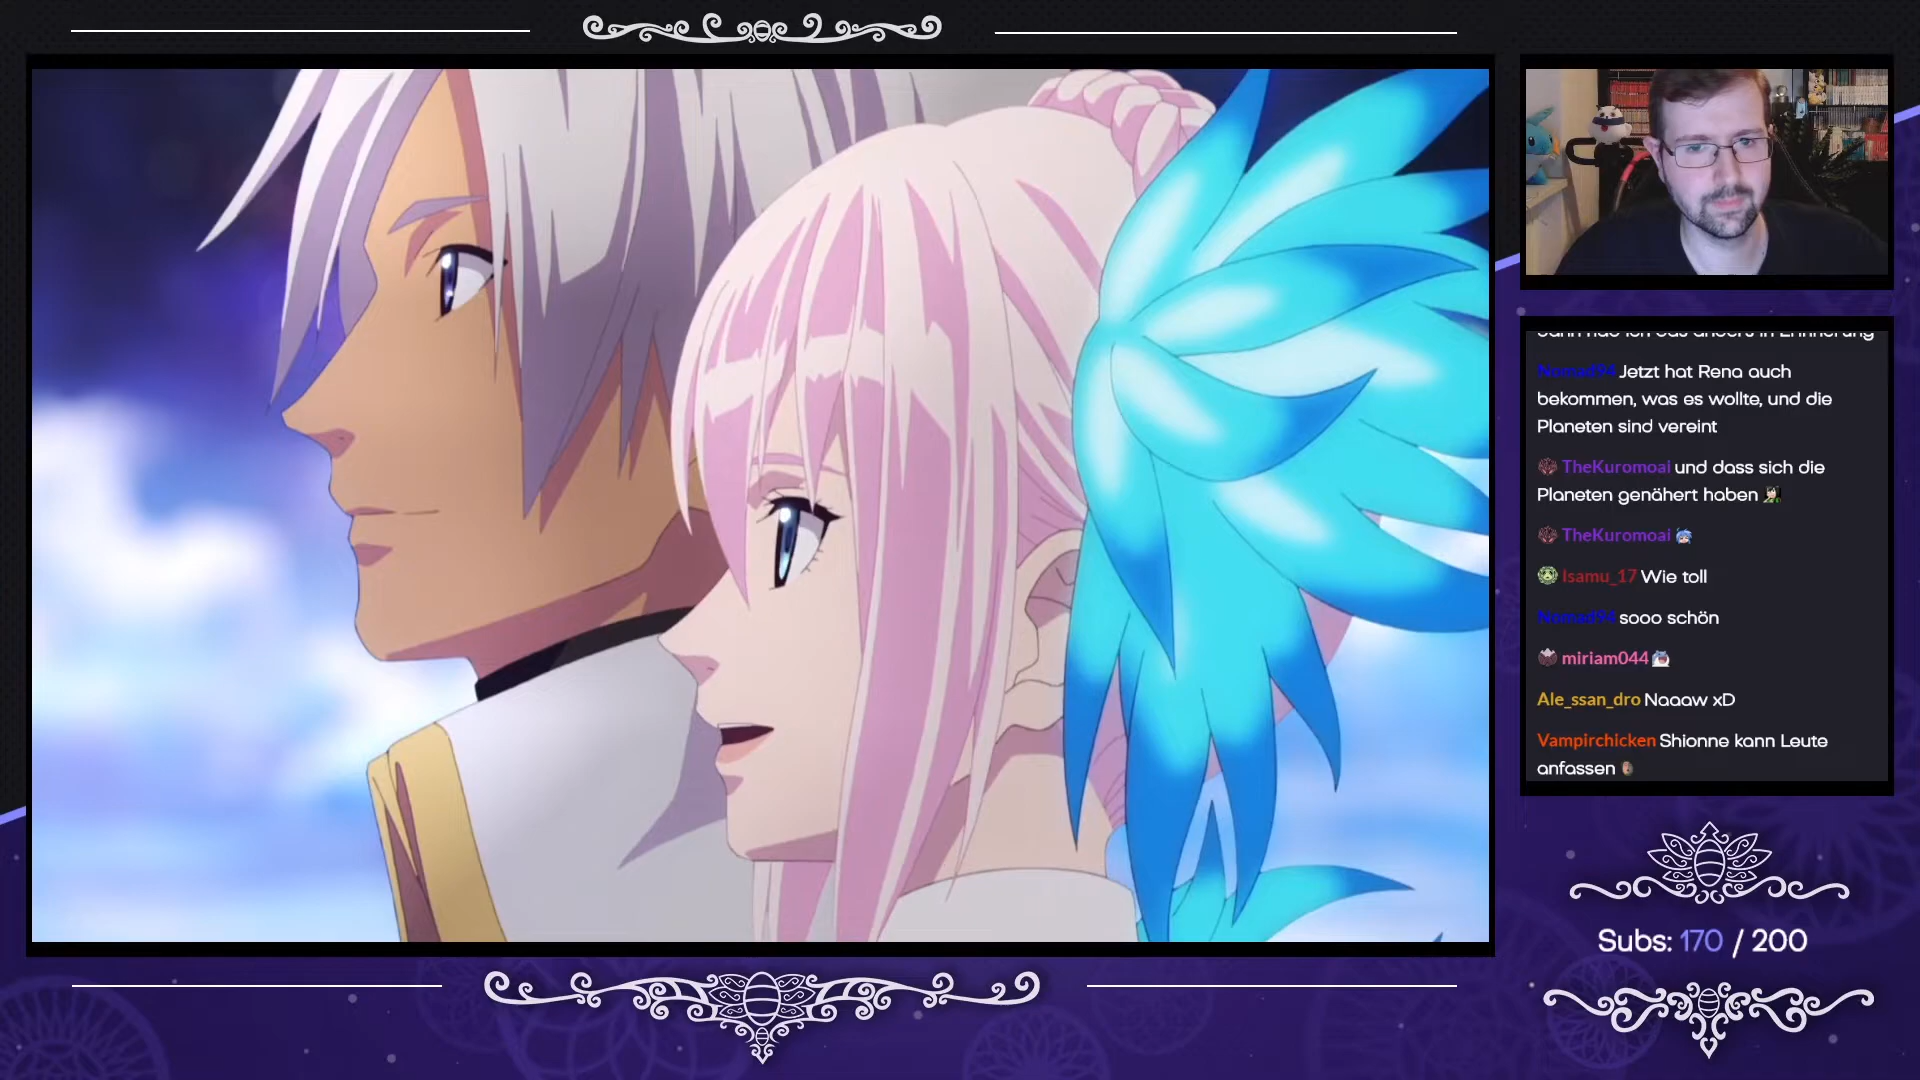 Nomad94 Jetzt hat Rena auch
bekommen, was es wollte, und die
Planeten sind vereint
TheKuromoai und dass sich die
Planeten genähert haben
TheKuromoai
Isamu_17 Wie toll
Nomad94 sooo schön
miriam044
Ale_ssan_dro Naaaw xD
Vampirchicken Shionne kann Leute
anfassen
Subs: 170 / 200